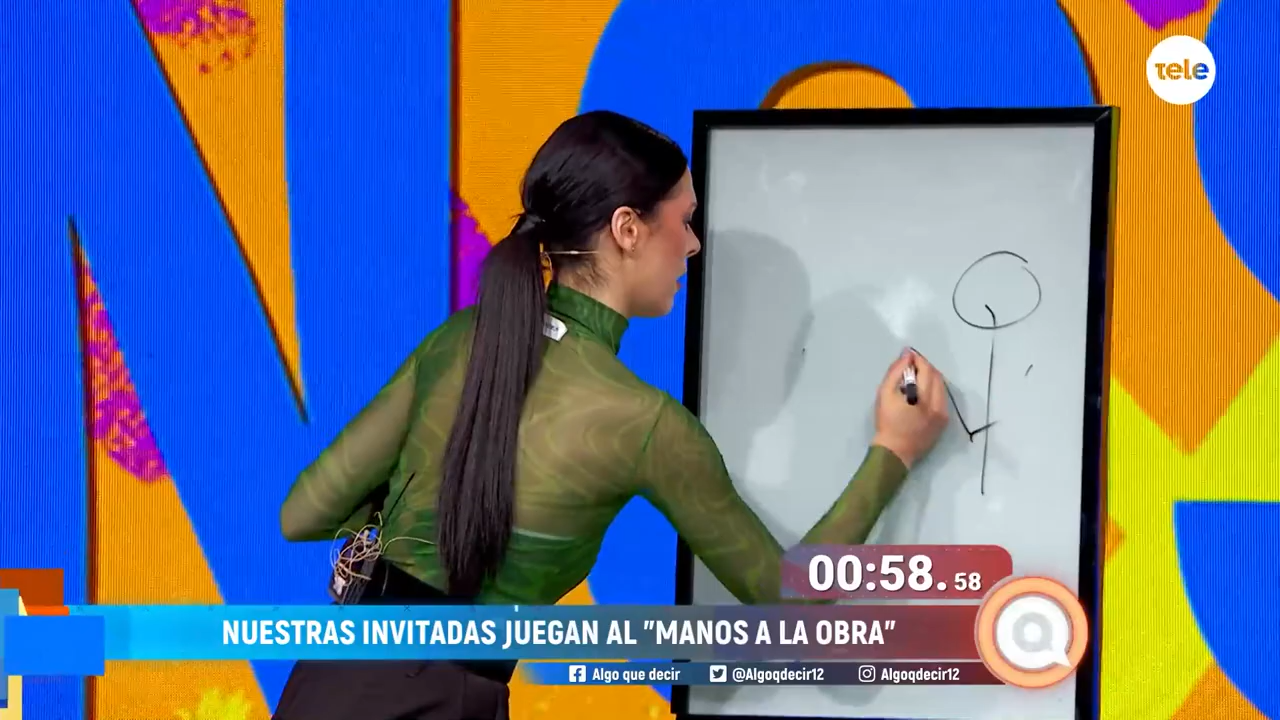 tele
00:58.58
NUESTRAS INVITADAS JUEGAN AL "MANOS A LA OBRA"
Algo que decir @Algoqdecir12 Algoqdecir12